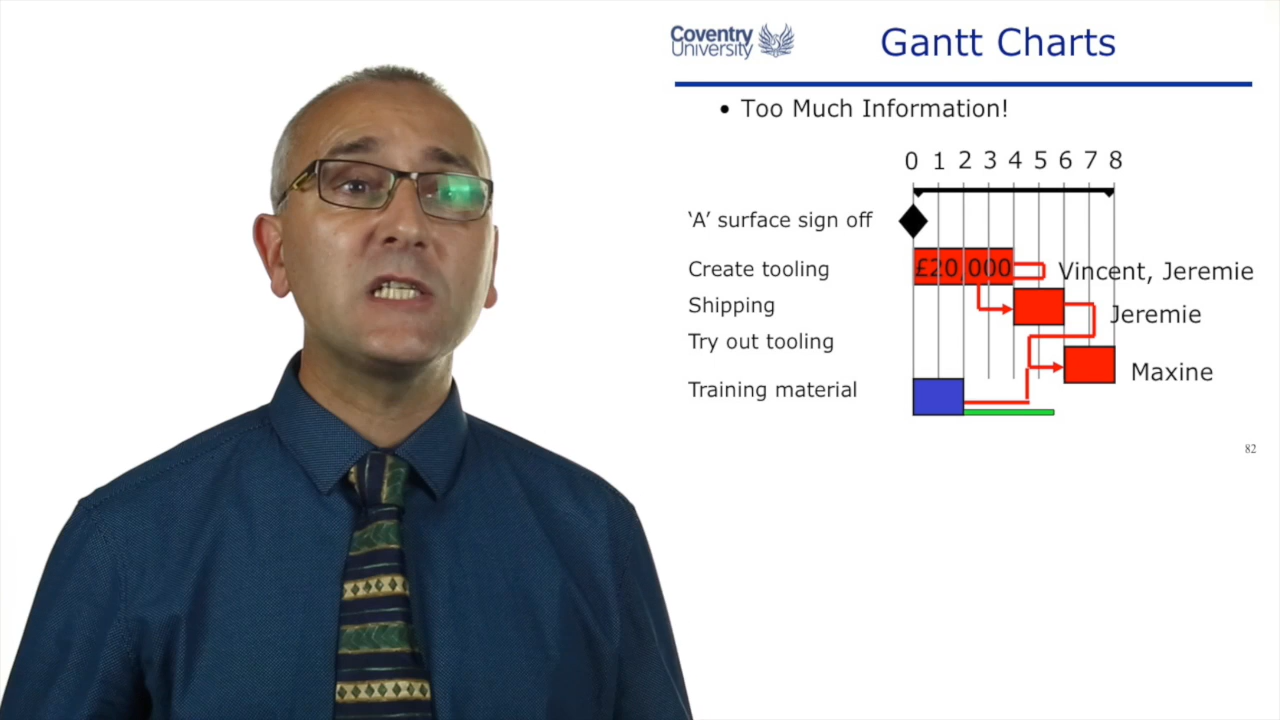 Coventry
University
Gantt Charts
• Too Much Information!
0 1 2 3 4 5 6 7 8
‘A’ surface sign off
Create tooling £20,000 Vincent, Jeremie
Shipping Jeremie
Try out tooling
Maxine
Training material
82